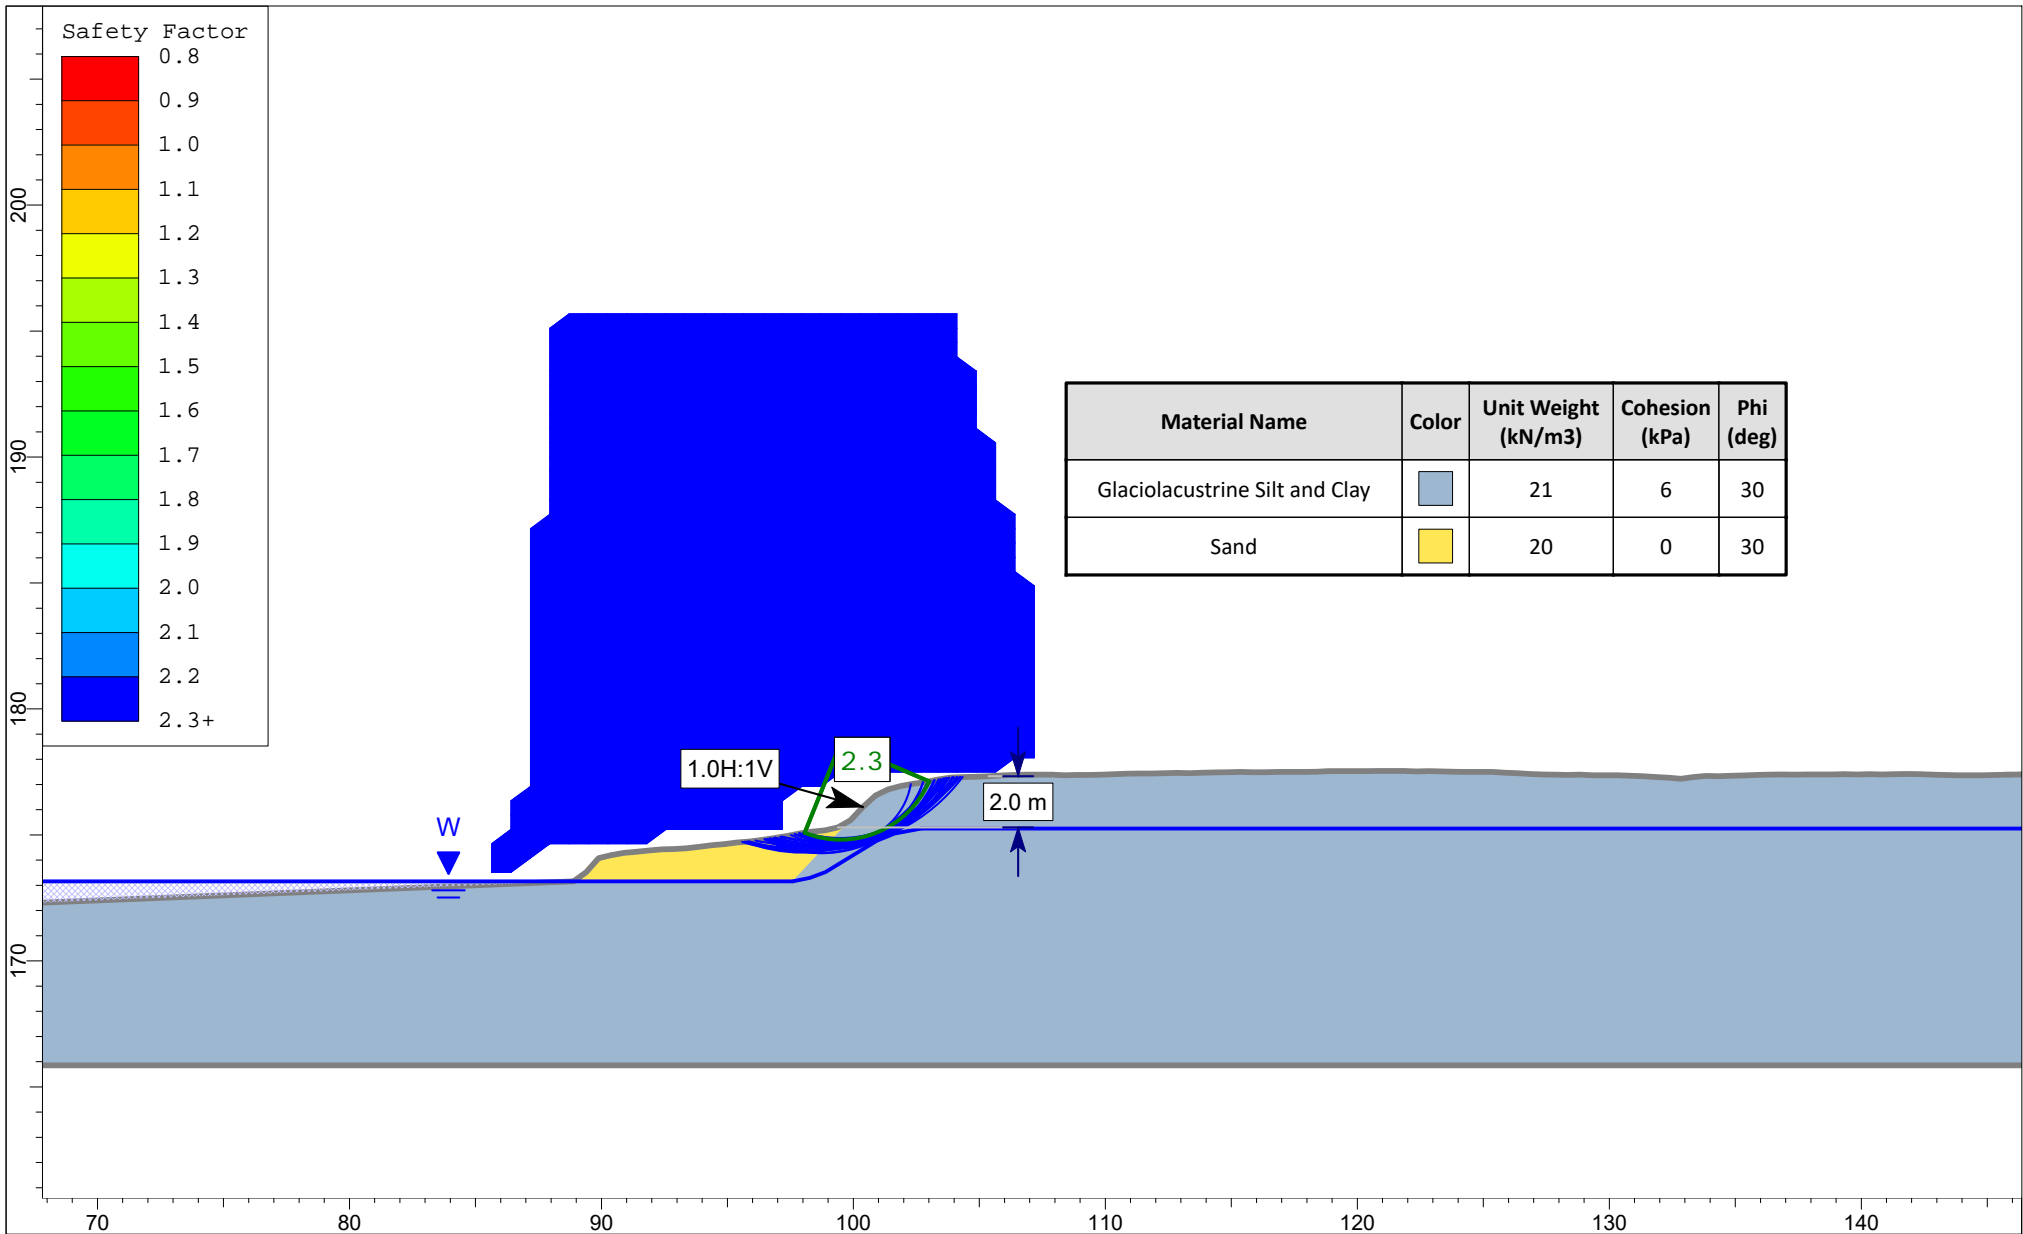 Safety Factor
0.8
0.9
1.0
1.1
1.2
1.3
1.4
1.5
1.6
1.7
1.8
1.9
2.0
2.1
2.2
2.3+
200
190
180
170
Material Name Color Unit Weight (kN/m3) Cohesion (kPa) Phi (deg)
Glaciolacustrine Silt and Clay 21 6 30
Sand 20 0 30
1.0H:1V
2.3
2.0 m
W
70 80 90 100 110 120 130 140